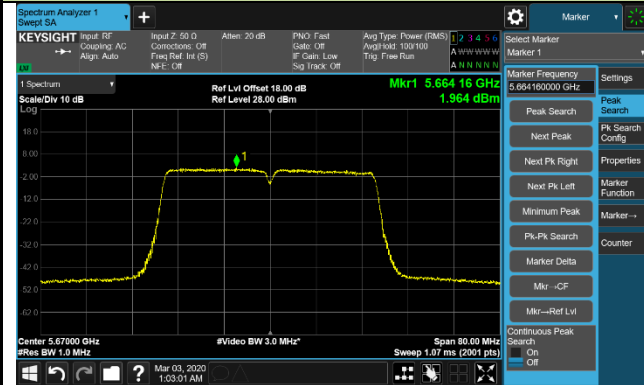 Spectrum Analyzer 1
Swept SA
Marker
KEYSIGHT Input: RF Input Z: 50 Ω Atten: 20 dB PNO: Fast Avg Type: Power (RMS) 1 2 3 4 5 6
Coupling: AC Corrections: Off Gate: Off Avg|Hold: 100/100 A WWWWW
Align: Auto Freq Ref: Int (S) IF Gain: Low Trig: Free Run
NFE: Off Sig Track: Off A N N N N N
Select Marker
Marker 1
1 Spectrum
Scale/Div 10 dB
Log
Ref Lvl Offset 18.00 dB
Ref Level 28.00 dBm
Mkr1 5.664 16 GHz
1.964 dBm
18.0
8.00
-2.00
-12.0
-22.0
-32.0
-42.0
-52.0
-62.0
1
Center 5.67000 GHz
#Res BW 1.0 MHz
#Video BW 3.0 MHz*
Span 80.00 MHz
Sweep 1.07 ms (2001 pts)
Marker Frequency
5.664160000 GHz
Peak Search
Next Peak
Next Pk Right
Next Pk Left
Minimum Peak
Pk-Pk Search
Marker Delta
Mkr→CF
Mkr→Ref Lvl
Continuous Peak
Search
On
Off
Settings
Peak
Search
Pk Search
Config
Properties
Marker
Function
Marker→
Counter
Mar 03, 2020
1:03:01 AM